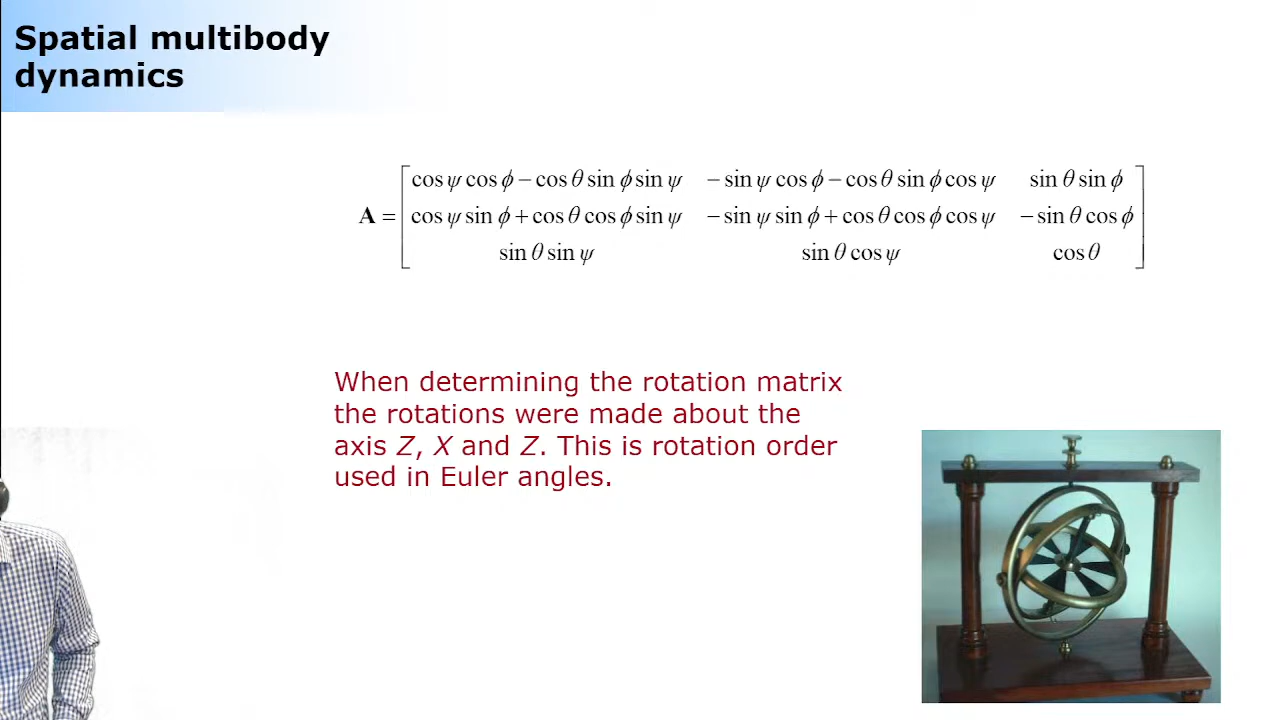 Spatial multibody
dynamics
cos ψ cos ϕ − cos θ sin ϕ sin ψ   − sin ψ cos ϕ − cos θ sin ϕ cos ψ   sin θ sin ϕ
A = cos ψ sin ϕ + cos θ cos ϕ sin ψ   − sin ψ sin ϕ + cos θ cos ϕ cos ψ   − sin θ cos ϕ
sin θ sin ψ   sin θ cos ψ   cos θ
When determining the rotation matrix
the rotations were made about the
axis Z, X and Z. This is rotation order
used in Euler angles.